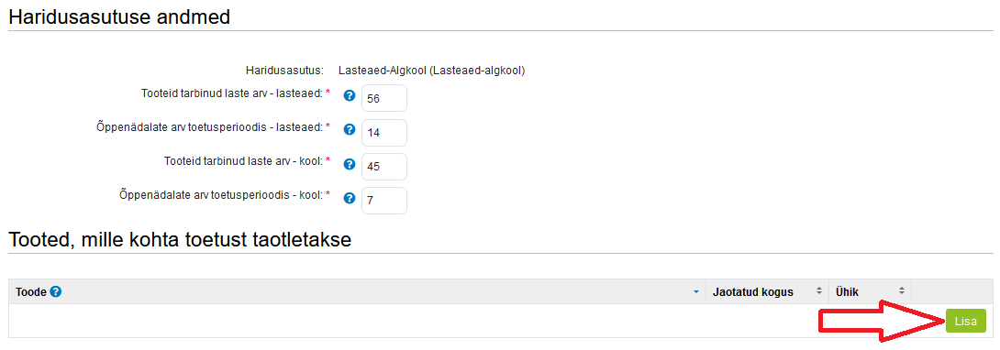 Haridusasutuse andmed
Haridusasutus: Lasteaed-Algkool (Lasteaed-algkool)
Tooteid tarbinud laste arv - lasteaed: * ? 56
Õppenädalate arv toetusperioodis - lasteaed: * ? 14
Tooteid tarbinud laste arv - kool: * ? 45
Õppenädalate arv toetusperioodis - kool: * ? 7
Tooted, mille kohta toetust taotletakse
Toode ? Jaotatud kogus Ühik
Lisa